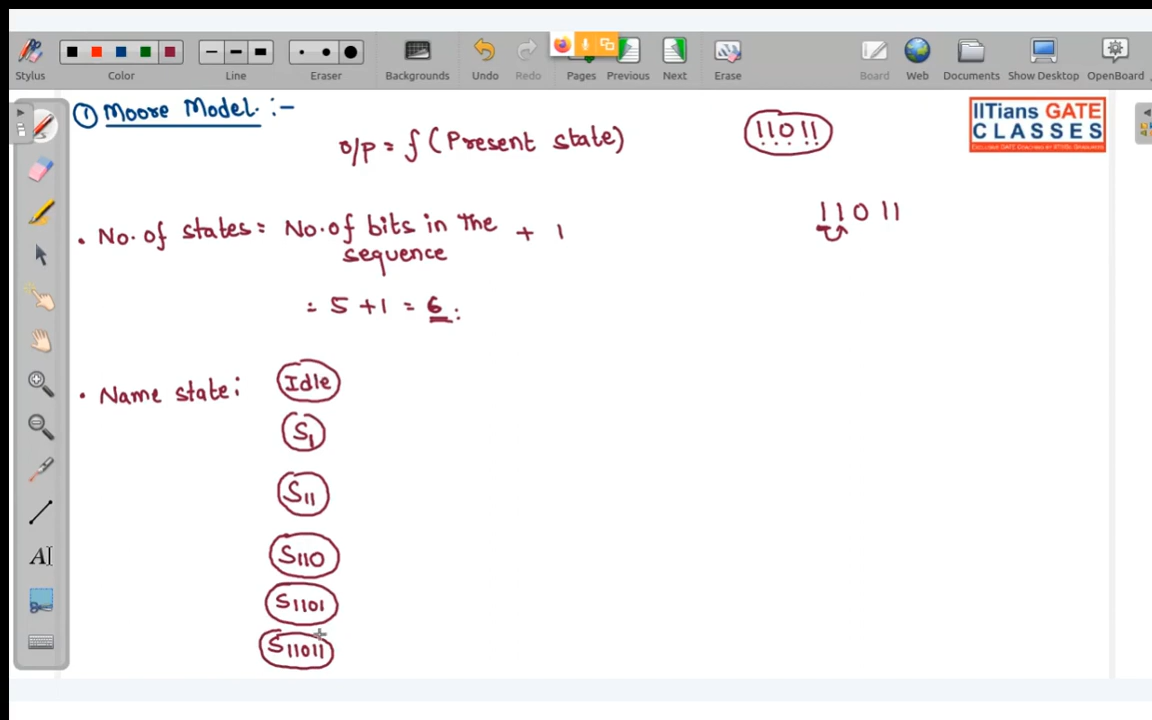 Stylus
Color
Line
Eraser
Backgrounds
Undo
Redo
Pages
Previous
Next
Erase
Board
Web
Documents
Show Desktop
OpenBoard
① Moore Model :-
o/p = f (Present state)
11011
IITians GATE
CLASSES
11011
• No. of states = No. of bits in the sequence + 1
= 5 + 1 = 6 .
• Name state :
Idle
S1
S11
S110
S1101
S11011
A